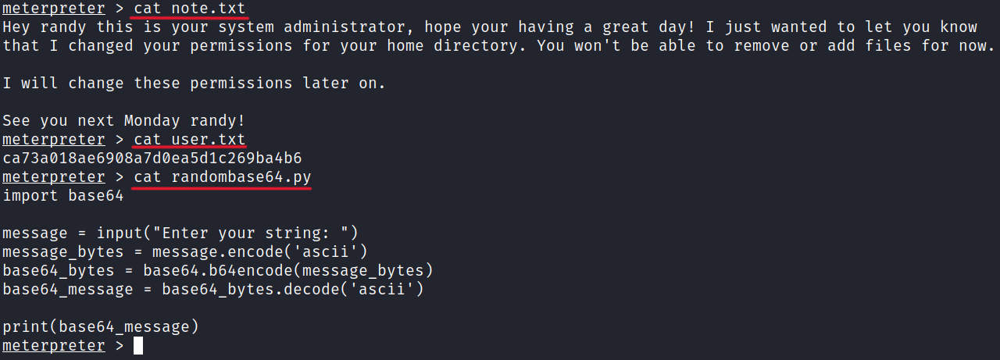 meterpreter > cat note.txt
Hey randy this is your system administrator, hope your having a great day! I just wanted to let you know
that I changed your permissions for your home directory. You won't be able to remove or add files for now.
I will change these permissions later on.
See you next Monday randy!
meterpreter > cat user.txt
ca73a018ae6908a7d0ea5d1c269ba4b6
meterpreter > cat randombase64.py
import base64
message = input("Enter your string: ")
message_bytes = message.encode('ascii')
base64_bytes = base64.b64encode(message_bytes)
base64_message = base64_bytes.decode('ascii')
print(base64_message)
meterpreter >